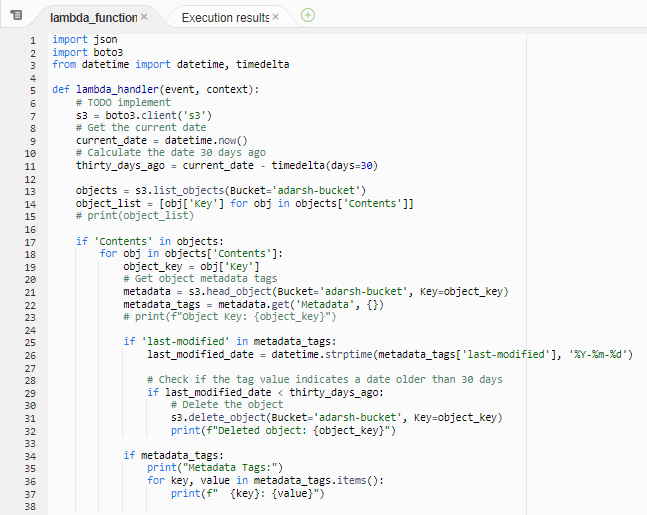 lambda_function × Execution results ×
1 import json
2 import boto3
3 from datetime import datetime, timedelta
4
5 def lambda_handler(event, context):
6     # TODO implement
7     s3 = boto3.client('s3')
8     # Get the current date
9     current_date = datetime.now()
10     # Calculate the date 30 days ago
11     thirty_days_ago = current_date - timedelta(days=30)
12
13     objects = s3.list_objects(Bucket='adarsh-bucket')
14     object_list = [obj['Key'] for obj in objects['Contents']]
15     # print(object_list)
16
17     if 'Contents' in objects:
18         for obj in objects['Contents']:
19             object_key = obj['Key']
20             # Get object metadata tags
21             metadata = s3.head_object(Bucket='adarsh-bucket', Key=object_key)
22             metadata_tags = metadata.get('Metadata', {})
23             # print(f"Object Key: {object_key}")
24
25             if 'last-modified' in metadata_tags:
26                 last_modified_date = datetime.strptime(metadata_tags['last-modified'], '%Y-%m-%d')
27
28                 # Check if the tag value indicates a date older than 30 days
29                 if last_modified_date < thirty_days_ago:
30                     # Delete the object
31                     s3.delete_object(Bucket='adarsh-bucket', Key=object_key)
32                     print(f"Deleted object: {object_key}")
33
34             if metadata_tags:
35                 print("Metadata Tags:")
36                 for key, value in metadata_tags.items():
37                     print(f"  {key}: {value}")
38